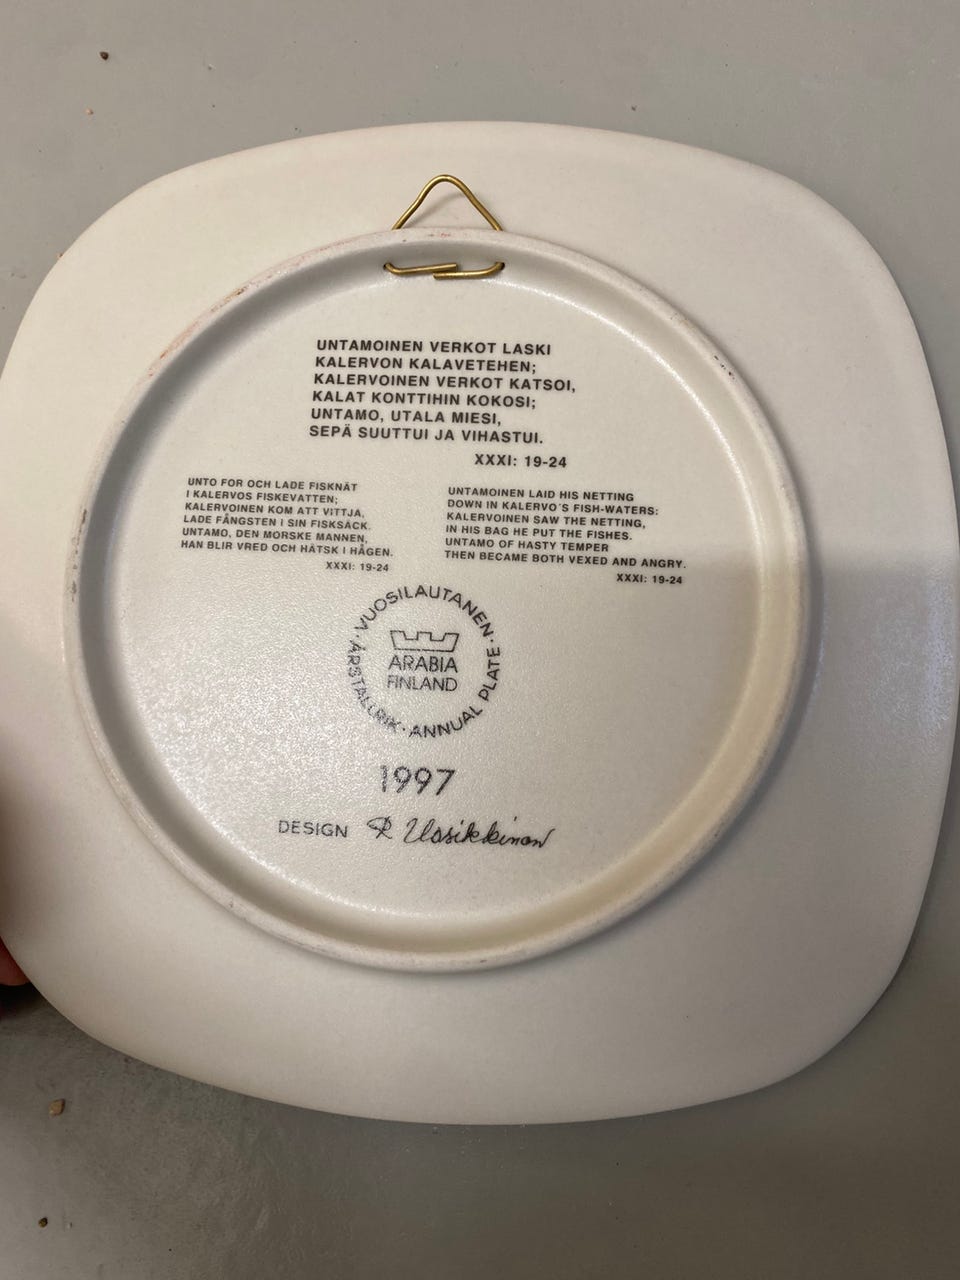 UNTAMOINEN VERKOT LASKI
KALERVON KALAVETEHEN;
KALERVOINEN VERKOT KATSOI,
KALAT KONTTIHIN KOKOSI;
UNTAMO, UTALA MIESI,
SEPÄ SUUTTUI JA VIHASTUI.
XXXI: 19-24
UNTO FOR OCH LADE FISKNÄT
I KALERVOS FISKEVATTEN;
KALERVOINEN KOM ATT VITTJA,
LADE FÅNGSTEN I SIN FISKSÄCK.
UNTAMO, DEN MORSKE MANNEN,
HAN BLIR VRED OCH HÄTSK I HÅGEN.
XXXI: 19-24
UNTAMOINEN LAID HIS NETTING
DOWN IN KALERVO'S FISH-WATERS:
KALERVOINEN SAW THE NETTING,
IN HIS BAG HE PUT THE FISHES.
UNTAMO OF HASTY TEMPER
THEN BECAME BOTH VEXED AND ANGRY.
XXXI: 19-24
· VUOSILAUTANEN · ANNUAL PLATE · ÅRSTALLRIK
ARABIA
FINLAND
1997
DESIGN R Uosikkinen